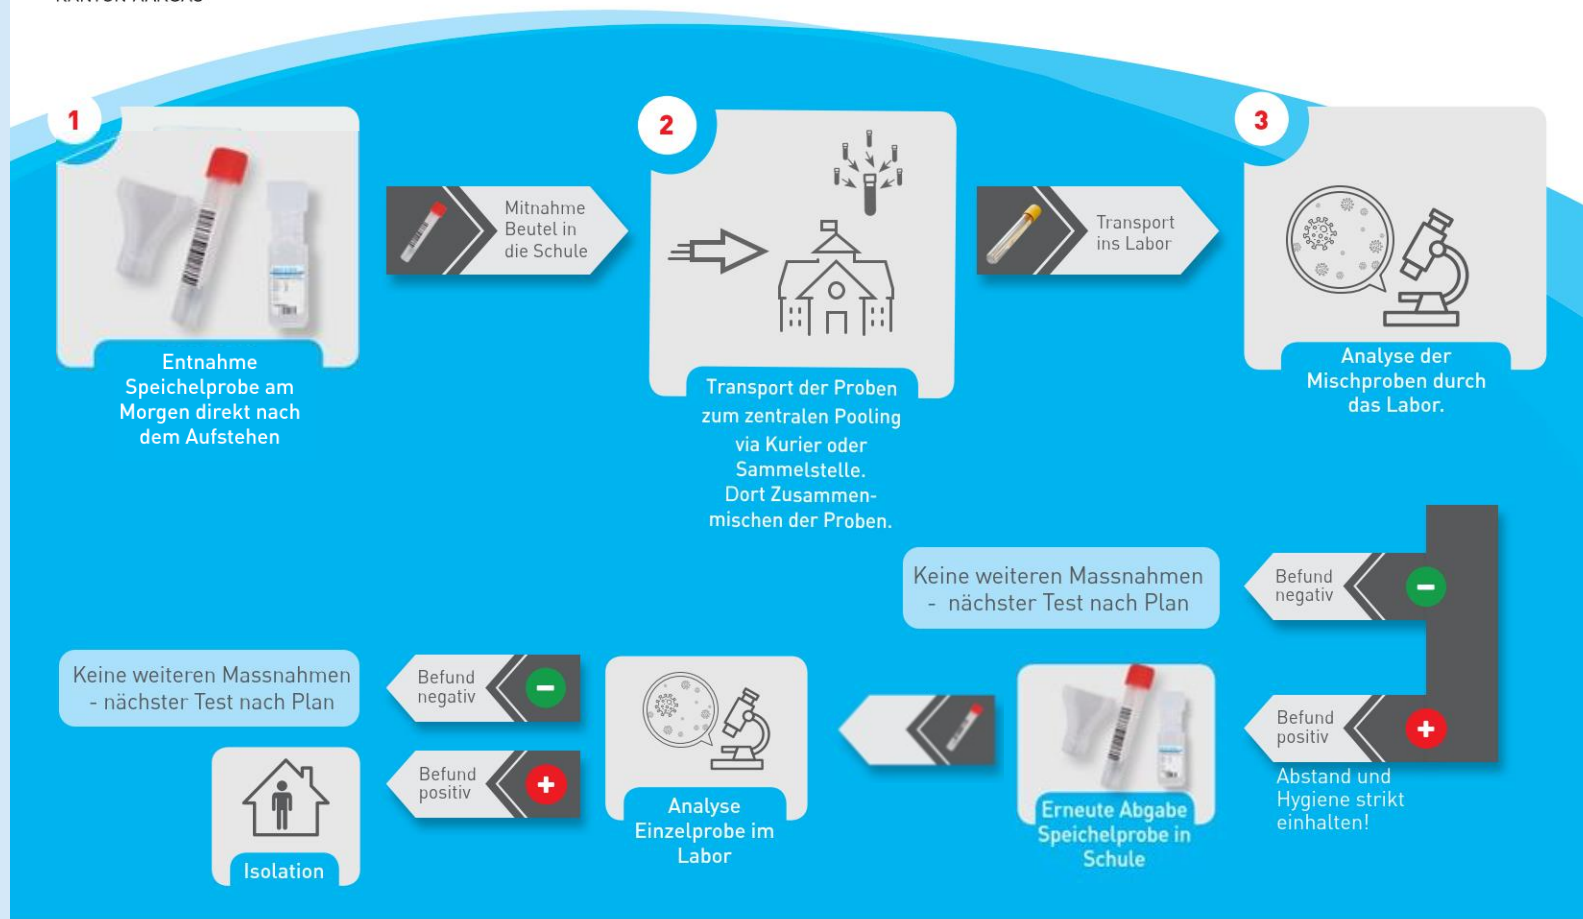 KANTON AARGAU
1
2
3
Mitnahme
Beutel in
die Schule
Transport
ins Labor
Entnahme
Speichelprobe am
Morgen direkt nach
dem Aufstehen
Transport der Proben
zum zentralen Pooling
via Kurier oder
Sammelstelle.
Dort Zusammen-
mischen der Proben.
Analyse der
Mischproben durch
das Labor.
Keine weiteren Massnahmen
- nächster Test nach Plan
Befund
negativ
Befund
positiv
Abstand und
Hygiene strikt
einhalten!
Erneute Abgabe
Speichelprobe in
Schule
Analyse
Einzelprobe im
Labor
Befund
negativ
Keine weiteren Massnahmen
- nächster Test nach Plan
Befund
positiv
Isolation